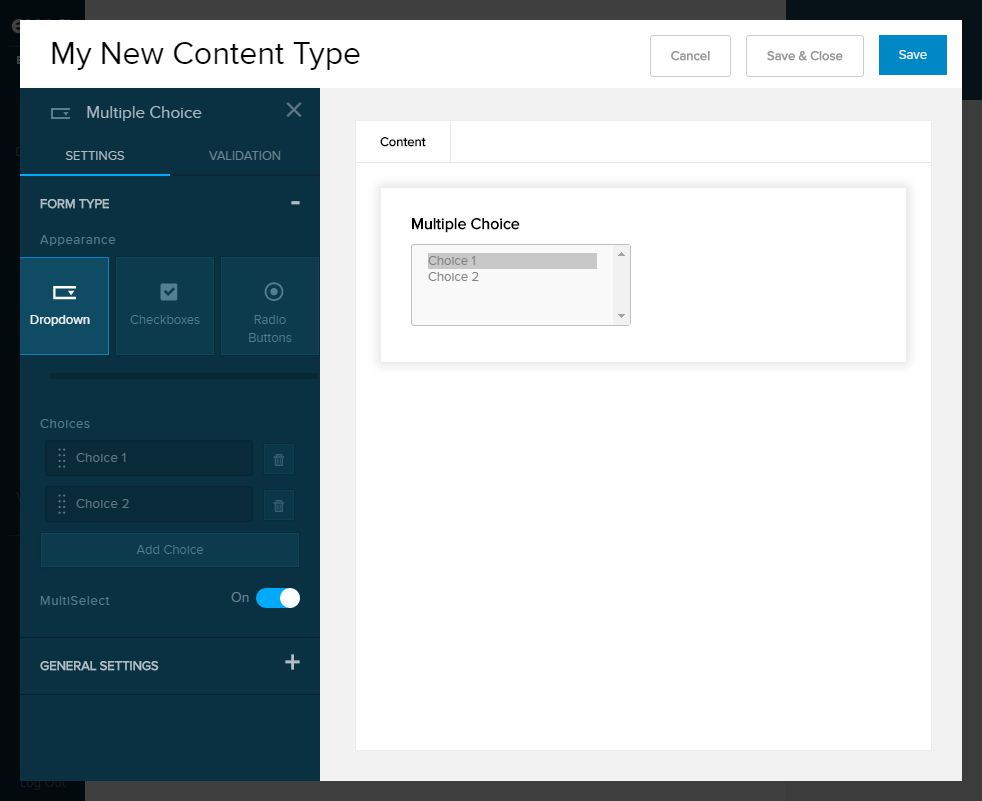 My New Content Type
Cancel
Save & Close
Save
Multiple Choice
SETTINGS
VALIDATION
FORM TYPE
Appearance
Dropdown
Checkboxes
Radio
Buttons
Choices
Choice 1
Choice 2
Add Choice
MultiSelect
On
GENERAL SETTINGS
Content
Multiple Choice
Choice 1
Choice 2
Log Out